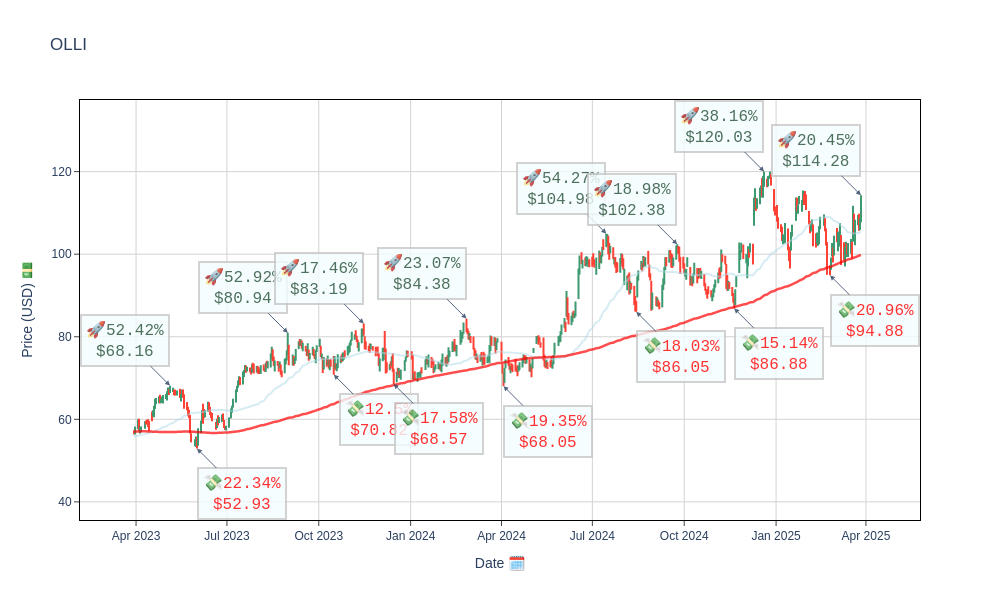 OLLI
🚀38.16%
$120.03
🚀20.45%
$114.28
🚀54.27%
$104.98
🚀18.98%
$102.38
🚀23.07%
$84.38
🚀17.46%
$83.19
🚀52.92%
$80.94
🚀52.42%
$68.16
💸20.96%
$94.88
💸15.14%
$86.88
💸18.03%
$86.05
💸19.35%
$68.05
💸17.58%
$68.57
$70.82
💸22.34%
$52.93
120
100
80
60
40
Price (USD) 💵
Apr 2023
Jul 2023
Oct 2023
Jan 2024
Apr 2024
Jul 2024
Oct 2024
Jan 2025
Apr 2025
Date 🗓️